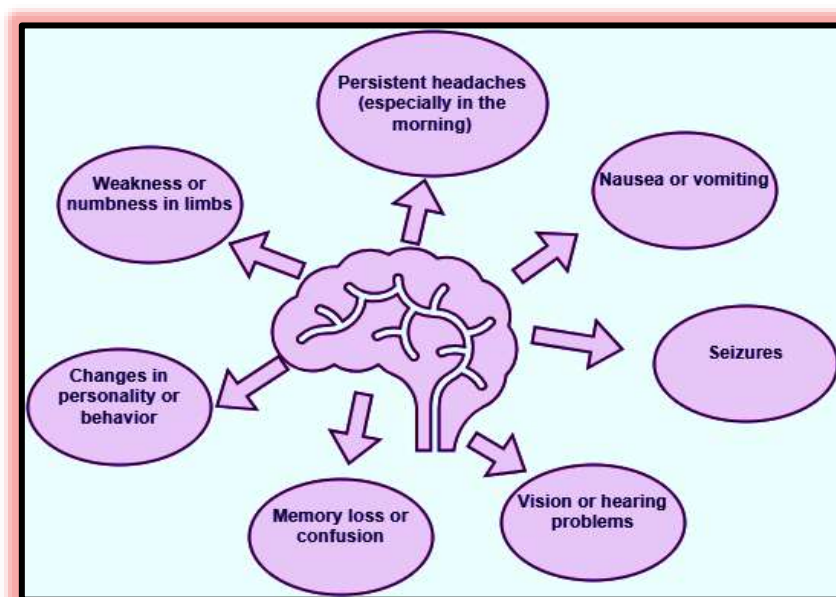 Persistent headaches
(especially in the
morning)
Nausea or vomiting
Seizures
Vision or hearing
problems
Memory loss or
confusion
Changes in
personality or
behavior
Weakness or
numbness in limbs